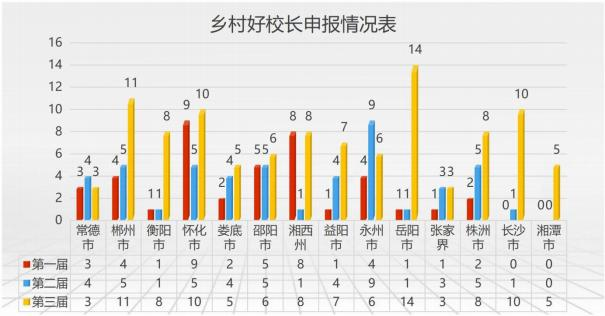 乡村好校长申报情况表
16
14
12
10
8
6
4
2
0
3 4 3 4 5 11 1 1 8 9 5 10 2 4 5 5 5 6 8 1 8 1 4 7 4 9 6 1 1 14 1 3 3 2 5 8 0 1 10 0 0 5
常德市 郴州市 衡阳市 怀化市 娄底市 邵阳市 湘西州 益阳市 永州市 岳阳市 张家界 株洲市 长沙市 湘潭市
第一届 3 4 1 9 2 5 8 1 4 1 1 2 0 0
第二届 4 5 1 5 4 5 1 4 9 1 3 5 1 0
第三届 3 11 8 10 5 6 8 7 6 14 3 8 10 5